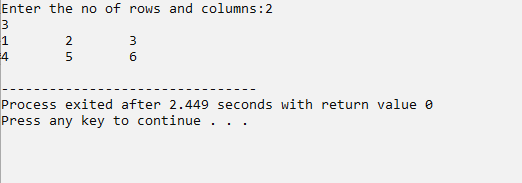 Enter the no of rows and columns:2
3
1 2 3
4 5 6
--------------------------------
Process exited after 2.449 seconds with return value 0
Press any key to continue . . .